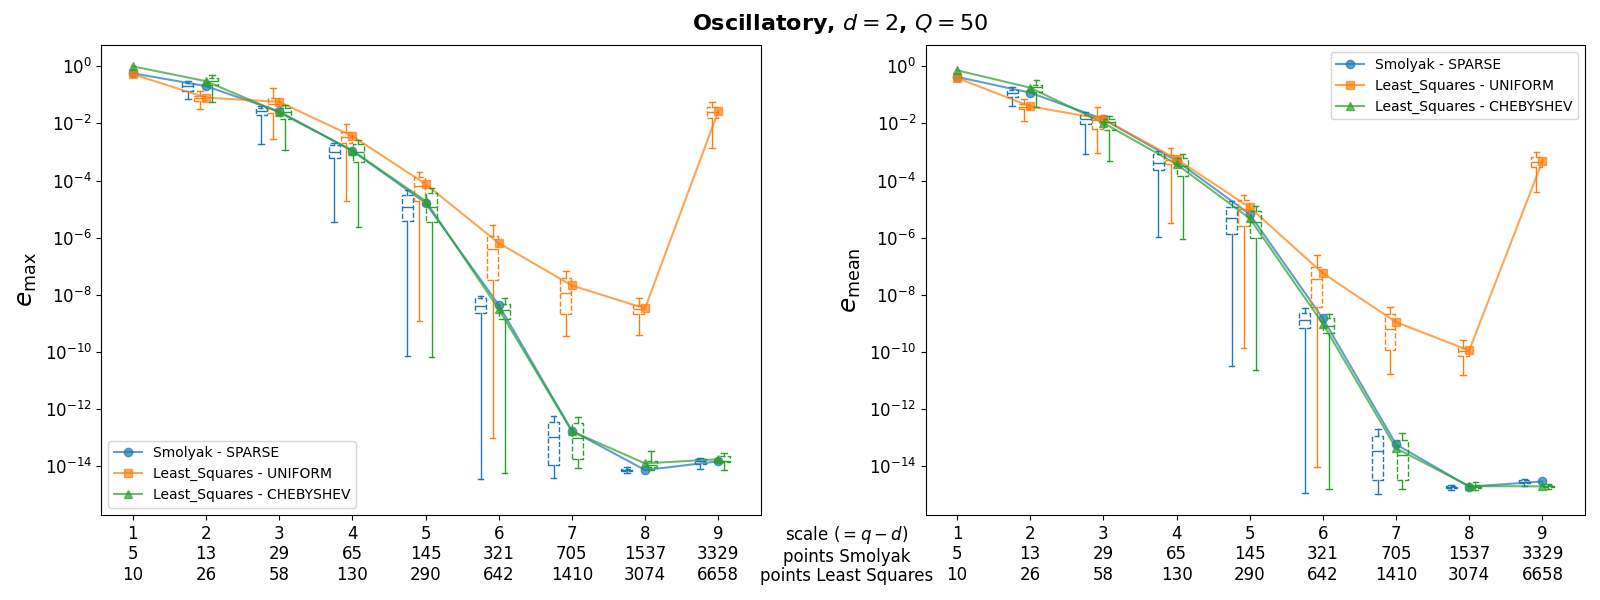 Oscillatory, d = 2, Q = 50
10^0
10^−2
10^−4
10^−6
10^−8
10^−10
10^−12
10^−14
e_max
Smolyak - SPARSE
Least_Squares - UNIFORM
Least_Squares - CHEBYSHEV
10^0
10^−2
10^−4
10^−6
10^−8
10^−10
10^−12
10^−14
e_mean
Smolyak - SPARSE
Least_Squares - UNIFORM
Least_Squares - CHEBYSHEV
1 2 3 4 5 6 7 8 9 scale (= q − d) 1 2 3 4 5 6 7 8 9
5 13 29 65 145 321 705 1537 3329 points Smolyak 5 13 29 65 145 321 705 1537 3329
10 26 58 130 290 642 1410 3074 6658 points Least Squares 10 26 58 130 290 642 1410 3074 6658